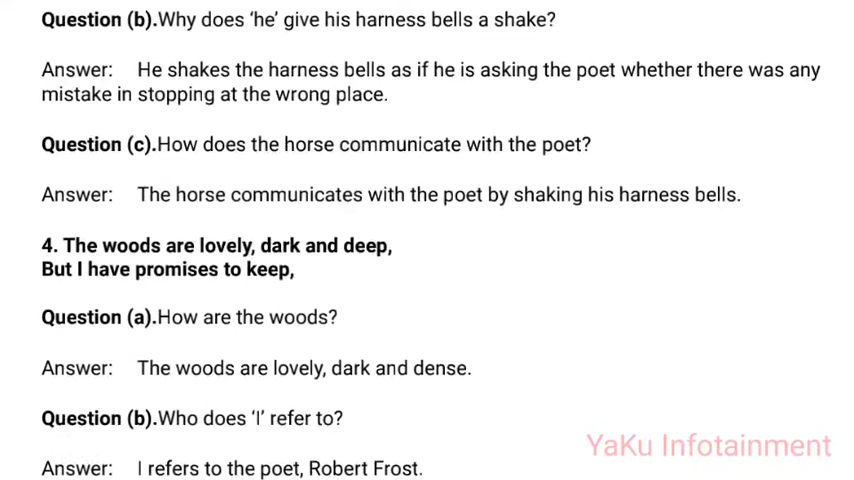 Question (b).Why does ‘he’ give his harness bells a shake?
Answer: He shakes the harness bells as if he is asking the poet whether there was any
mistake in stopping at the wrong place.
Question (c).How does the horse communicate with the poet?
Answer: The horse communicates with the poet by shaking his harness bells.
4. The woods are lovely, dark and deep,
But I have promises to keep,
Question (a).How are the woods?
Answer: The woods are lovely, dark and dense.
Question (b).Who does ‘I’ refer to?
YaKu Infotainment
Answer: I refers to the poet, Robert Frost.